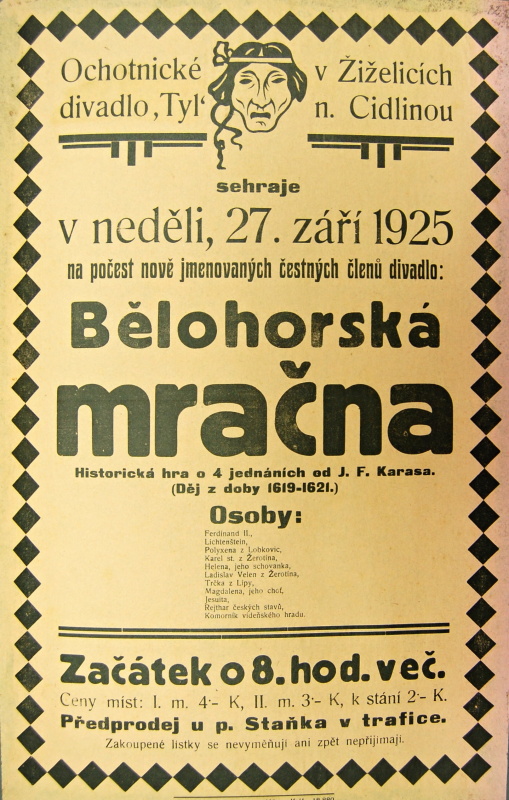 Ochotnické
divadlo ‚Tyl‘
v Žiželicích
n. Cidlinou
sehraje
v neděli, 27. září 1925
na počest nově jmenovaných čestných členů divadlo:
Bělohorská
mračna
Historická hra o 4 jednáních od J. F. Karasa.
(Děj z doby 1619-1621.)
Osoby:
Ferdinand II.,
Lichtenštein,
Polyxena z Lobkovic,
Karel st. z Žerotína,
Helena, jeho schovanka,
Ladislav Velen z Žerotína,
Trčka z Lípy,
Magdalena, jeho choť,
Jesuita,
Rejthar českých stavů,
Komorník vídeňského hradu.
Začátek o 8. hod. več.
Ceny míst: I. m. 4·- K, II. m. 3·- K, k stání 2·- K.
Předprodej u p. Staňka v trafice.
Zakoupené lístky se nevyměňují ani zpět nepřijímají.